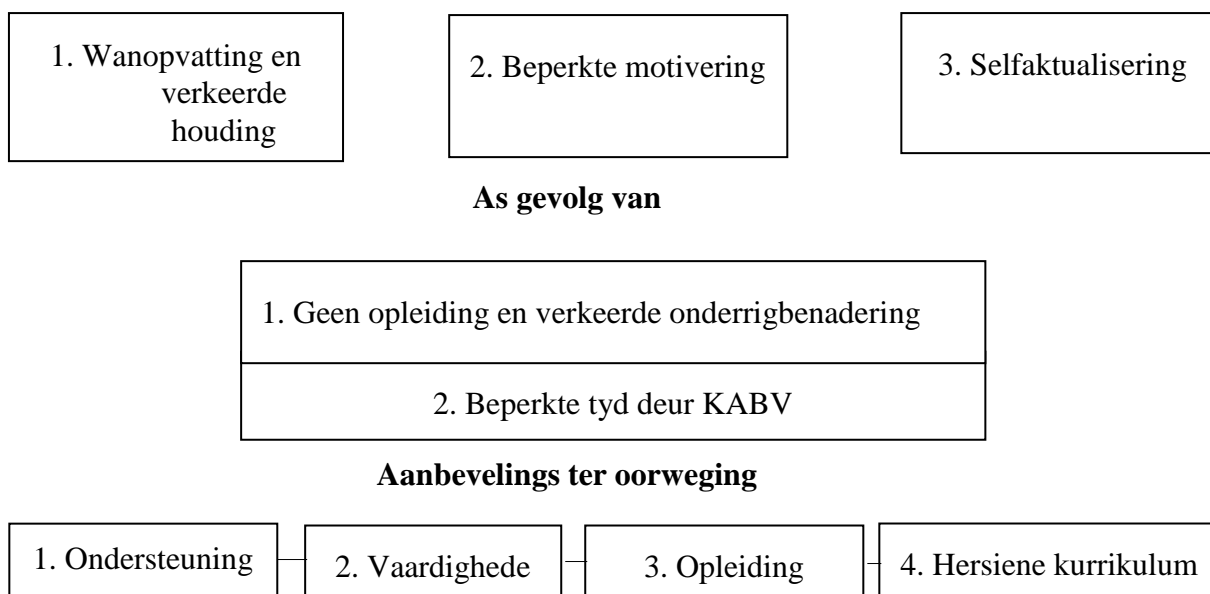 1. Wanopvatting en
verkeerde
houding
2. Beperkte motivering
3. Selfaktualisering
As gevolg van
1. Geen opleiding en verkeerde onderrigbenadering
2. Beperkte tyd deur KABV
Aanbevelings ter oorweging
1. Ondersteuning
2. Vaardighede
3. Opleiding
4. Hersiene kurrikulum